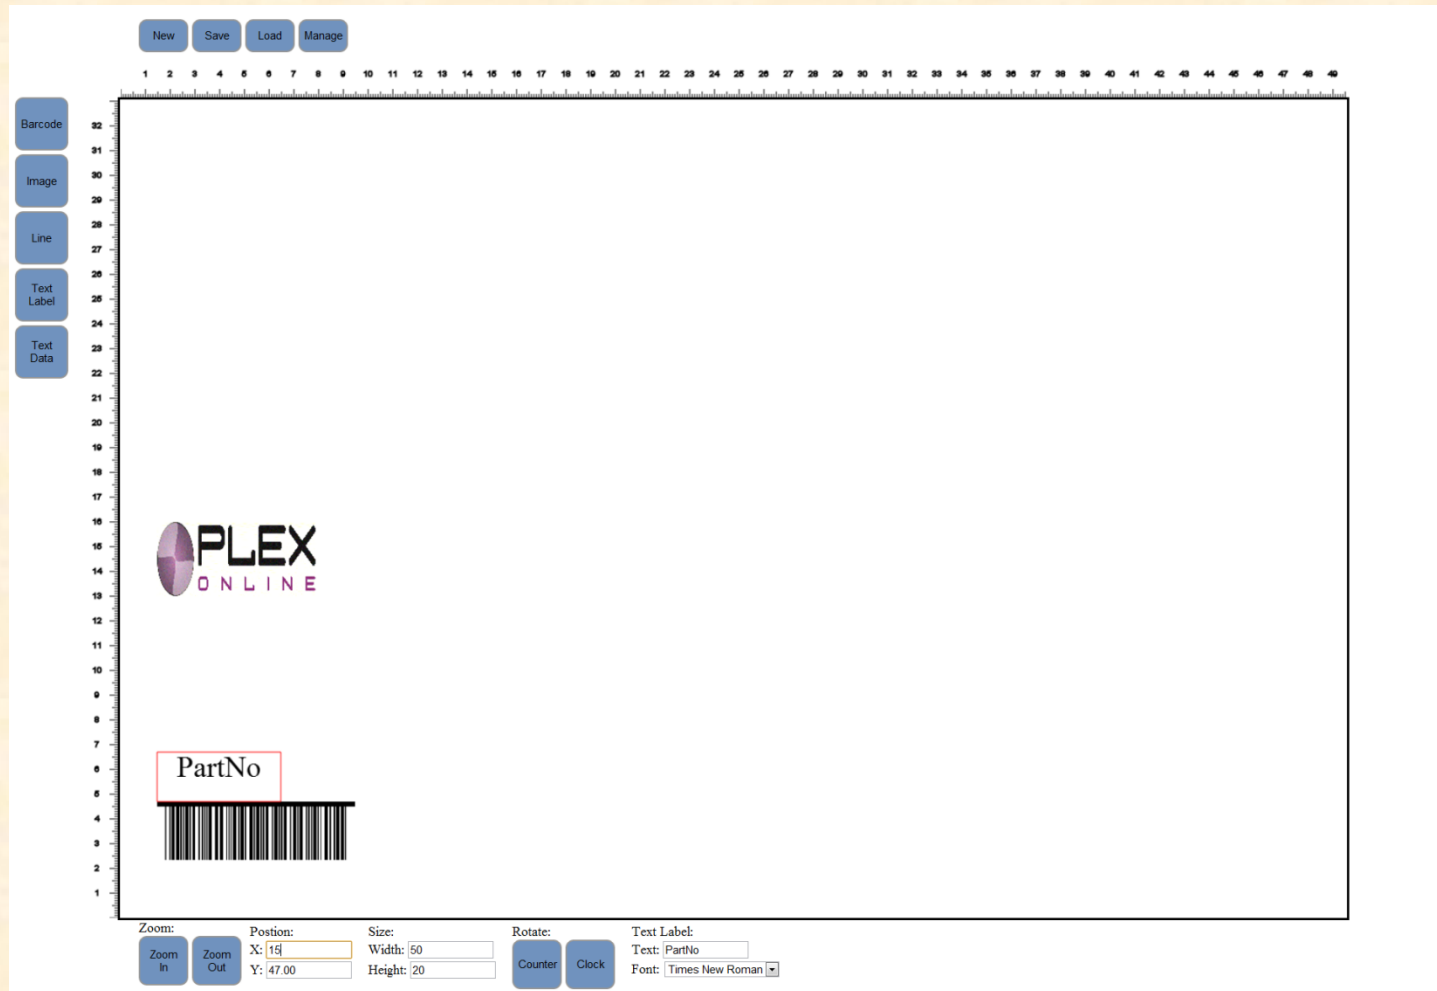 New Save Load Manage
1 2 3 4 5 6 7 8 9 10 11 12 13 14 15 16 17 18 19 20 21 22 23 24 25 26 27 28 29 30 31 32 33 34 35 36 37 38 39 40 41 42 43 44 45 46 47 48 49
Barcode
Image
Line
Text
Label
Text
Data
32
31
30
29
28
27
26
25
24
23
22
21
20
19
18
17
16
15
14
13
12
11
10
9
8
7
6
5
4
3
2
1
PLEX
ONLINE
PartNo
Zoom: Postion: Size: Rotate: Text Label:
Zoom In Zoom Out X: 15 Width: 50 Counter Clock Text: PartNo
Y: 47.00 Height: 20 Font: Times New Roman